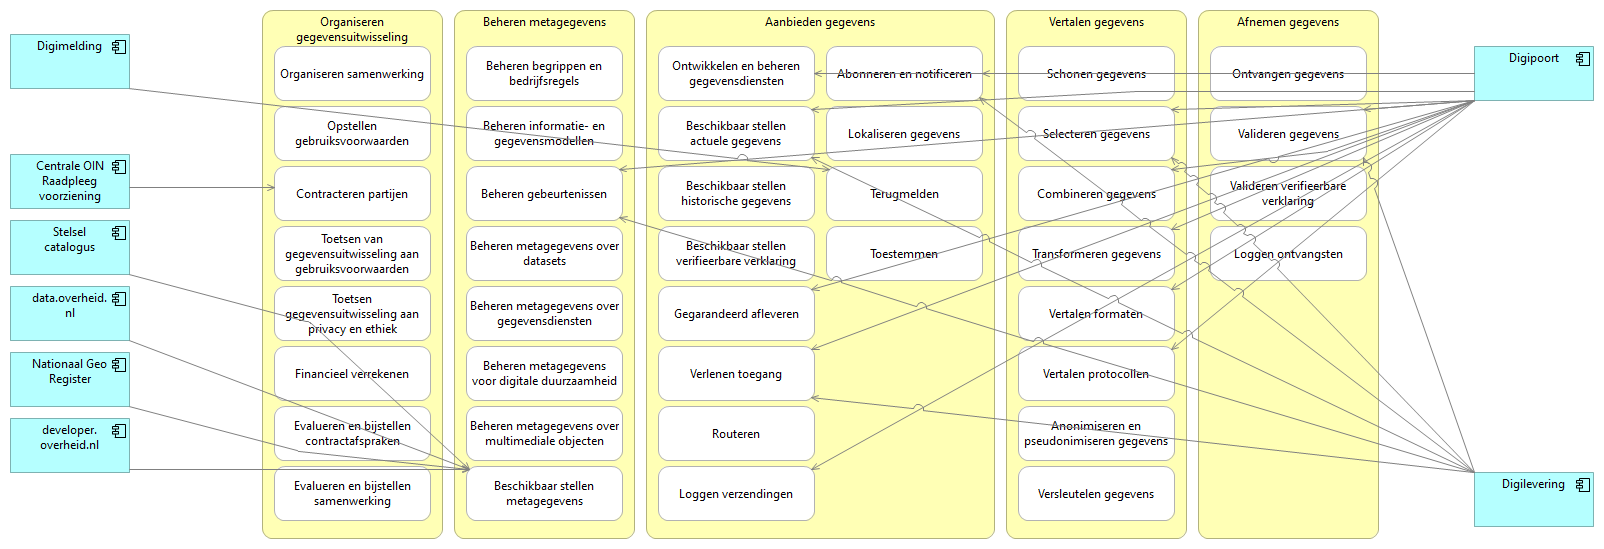 Digimelding
Centrale OIN
Raadpleeg
voorziening
Stelsel
catalogus
data.overheid.
nl
Nationaal Geo
Register
developer.
overheid.nl
Organiseren
gegevensuitwisseling
Organiseren samenwerking
Opstellen
gebruiksvoorwaarden
Contracteren partijen
Toetsen van
gegevensuitwisseling aan
gebruiksvoorwaarden
Toetsen
gegevensuitwisseling aan
privacy en ethiek
Financieel verrekenen
Evalueren en bijstellen
contractafspraken
Evalueren en bijstellen
samenwerking
Beheren metagegevens
Beheren begrippen en
bedrijfsregels
Beheren informatie- en
gegevensmodellen
Beheren gebeurtenissen
Beheren metagegevens over
datasets
Beheren metagegevens over
gegevensdiensten
Beheren metagegevens
voor digitale duurzaamheid
Beheren metagegevens over
multimediale objecten
Beschikbaar stellen
metagegevens
Aanbieden gegevens
Ontwikkelen en beheren
gegevensdiensten
Beschikbaar stellen
actuele gegevens
Beschikbaar stellen
historische gegevens
Beschikbaar stellen
verifieerbare verklaring
Gegarandeerd afleveren
Verlenen toegang
Routeren
Loggen verzendingen
Abonneren en notificeren
Lokaliseren gegevens
Terugmelden
Toestemmen
Vertalen gegevens
Schonen gegevens
Selecteren gegevens
Combineren gegevens
Transformeren gegevens
Vertalen formaten
Vertalen protocollen
Anonimiseren en
pseudonimiseren gegevens
Versleutelen gegevens
Afnemen gegevens
Ontvangen gegevens
Valideren gegevens
Valideren verifieerbare
verklaring
Loggen ontvangsten
Digipoort
Digilevering